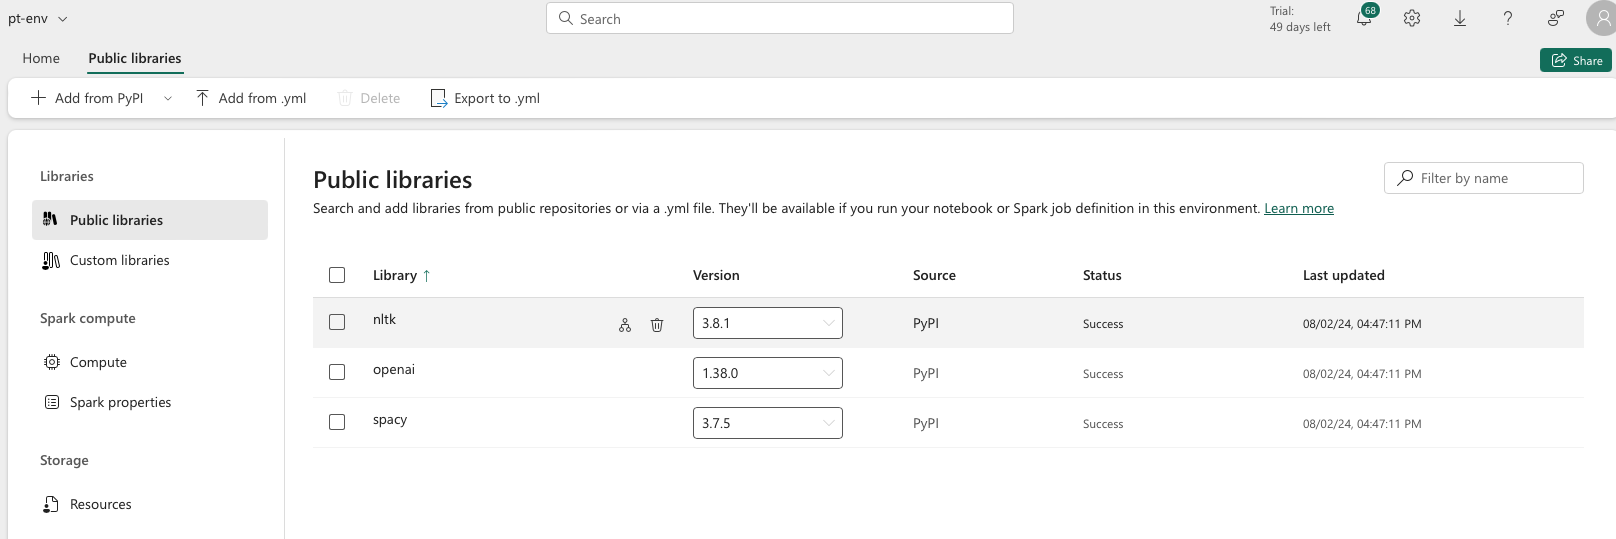 pt-env
Search
Trial:
49 days left
68
Home
Public libraries
Share
Add from PyPI
Add from .yml
Delete
Export to .yml
Libraries
Public libraries
Custom libraries
Spark compute
Compute
Spark properties
Storage
Resources
Public libraries
Filter by name
Search and add libraries from public repositories or via a .yml file. They'll be available if you run your notebook or Spark job definition in this environment. Learn more
Library ↑ Version Source Status Last updated
nltk 3.8.1 PyPI Success 08/02/24, 04:47:11 PM
openai 1.38.0 PyPI Success 08/02/24, 04:47:11 PM
spacy 3.7.5 PyPI Success 08/02/24, 04:47:11 PM